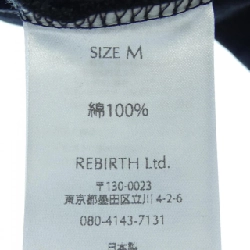 SIZE M
綿100%
REBIRTH Ltd.
〒130-0023
東京都墨田区立川4-2-6
080-4143-7131
日本製